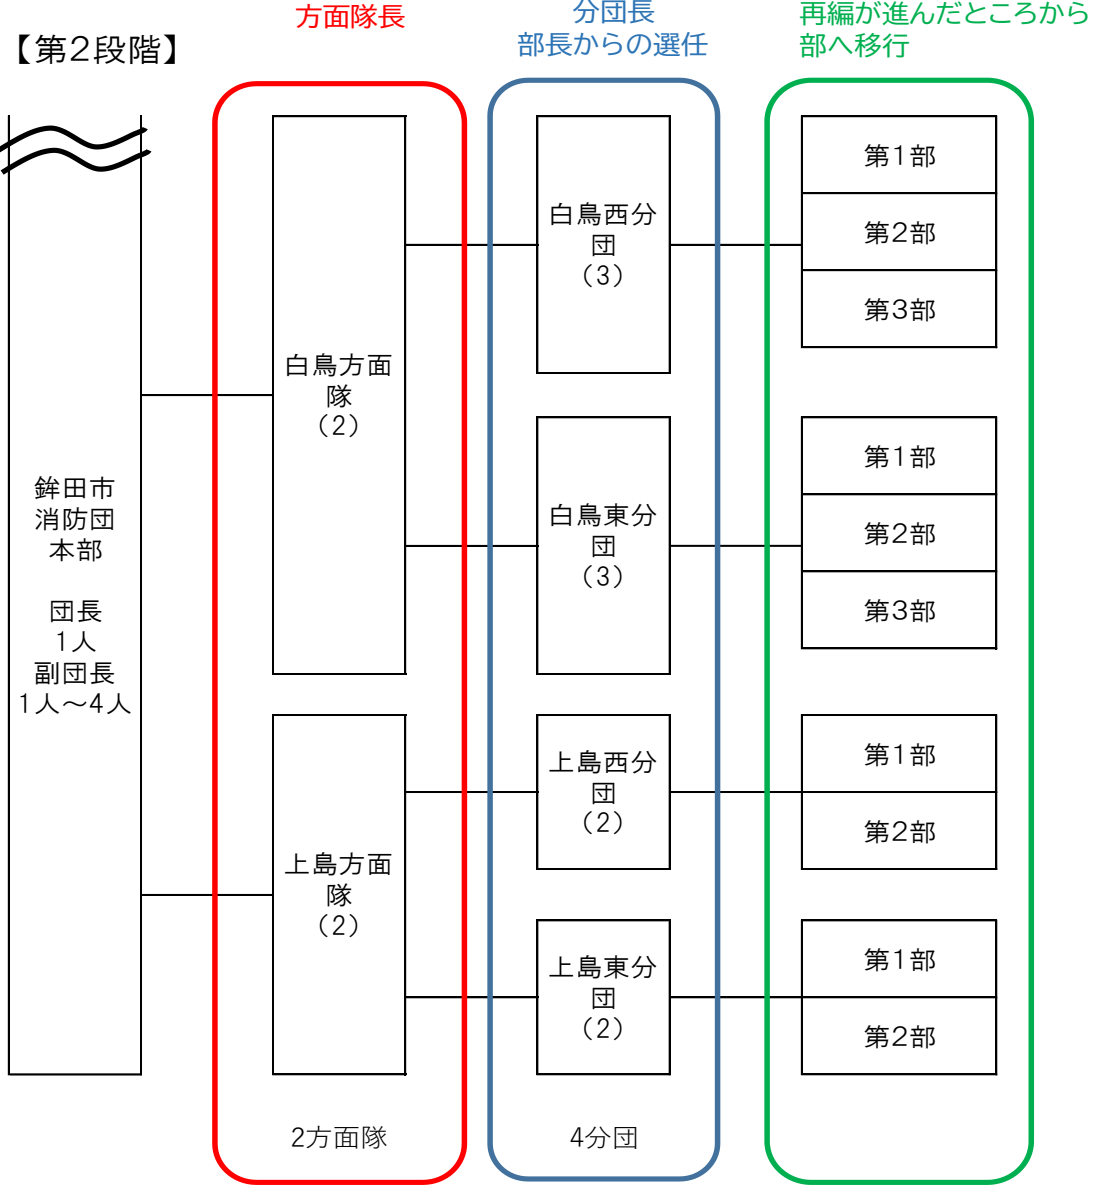 【第2段階】
方面隊長
分団長
部長からの選任
再編が進んだところから
部へ移行
鉾田市
消防団
本部
団長
1人
副団長
1人～4人
白鳥方面
隊
（2）
上島方面
隊
（2）
白鳥西分
団
（3）
白鳥東分
団
（3）
上島西分
団
（2）
上島東分
団
（2）
第1部
第2部
第3部
第1部
第2部
第3部
第1部
第2部
第1部
第2部
2方面隊
4分団